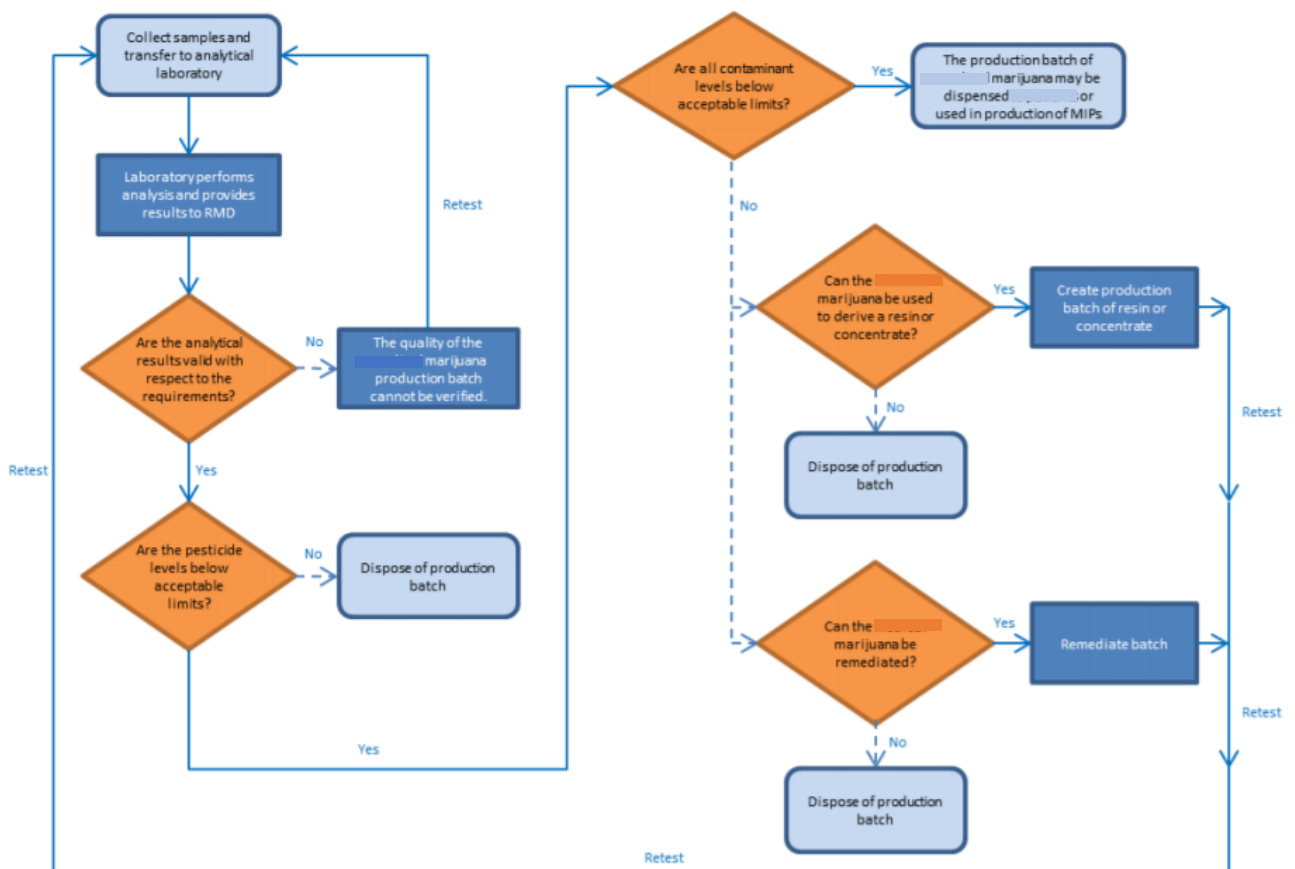 Collect samples and
transfer to analytical
laboratory
Laboratory performs
analysis and provides
results to RMD
Retest
Are the analytical
results valid with
respect to the
requirements?
No
The quality of the
marijuana
production batch
cannot be verified.
Retest
Yes
Are the pesticide
levels below
acceptable
limits?
No
Dispose of production
batch
Yes
Are all contaminant
levels below
acceptable limits?
Yes
The production batch of
marijuana may be
dispensed or
used in production of MIPs
No
Can the
marijuana be used
to derive a resin or
concentrate?
Yes
Create production
batch of resin or
concentrate
No
Retest
Dispose of production
batch
Can the
marijuana be
remediated?
Yes
Remediate batch
Retest
No
Dispose of production
batch
Retest